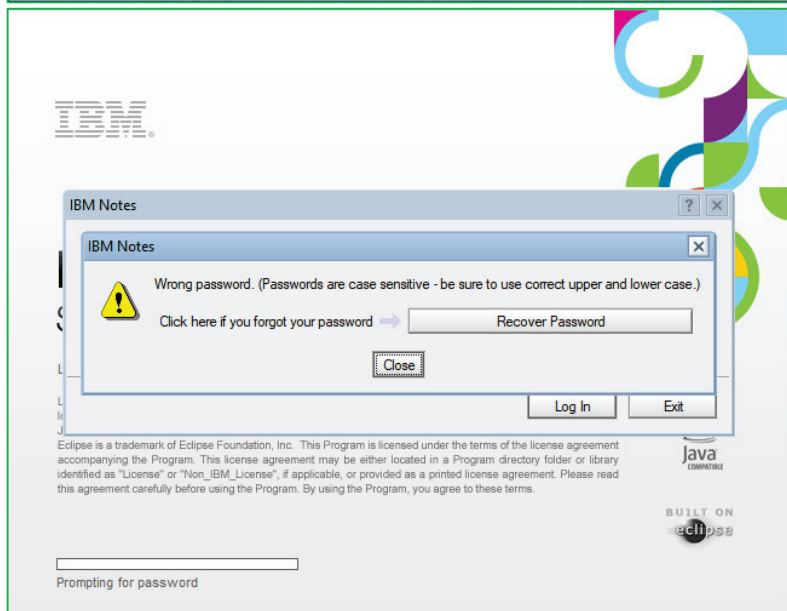 IBM®
IBM Notes
IBM Notes
Wrong password. (Passwords are case sensitive - be sure to use correct upper and lower case.)
Click here if you forgot your password
Recover Password
Close
Log In
Exit
Eclipse is a trademark of Eclipse Foundation, Inc. This Program is licensed under the terms of the license agreement
accompanying the Program. This license agreement may be either located in a Program directory folder or library
identified as "License" or "Non_IBM_License", if applicable, or provided as a printed license agreement. Please read
this agreement carefully before using the Program. By using the Program, you agree to these terms.
Java
COMPATIBLE
BUILT ON
eclipse
Prompting for password